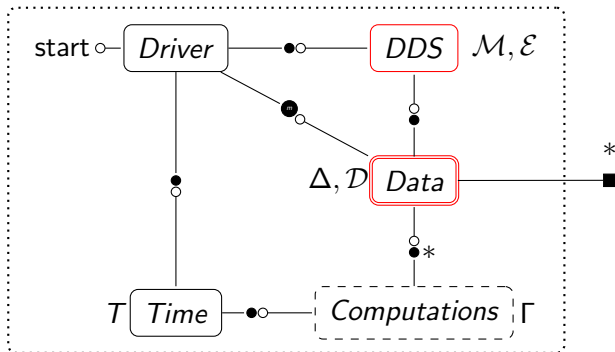 start Driver DDS ℳ, ℰ
m
*
Δ, 𝒟 Data
*
T Time Computations Γ